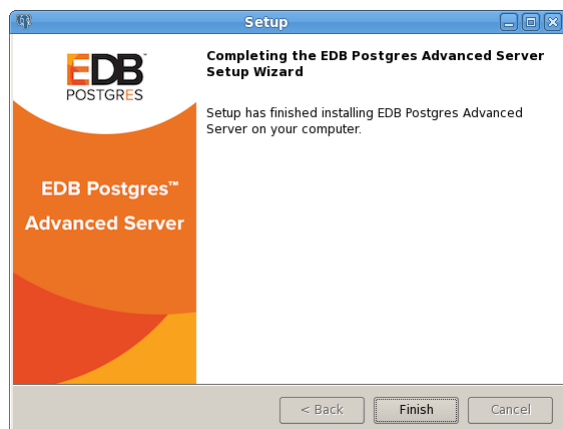 Setup
EDB
POSTGRES
Completing the EDB Postgres Advanced Server
Setup Wizard
Setup has finished installing EDB Postgres Advanced
Server on your computer.
EDB Postgres™
Advanced Server
< Back
Finish
Cancel